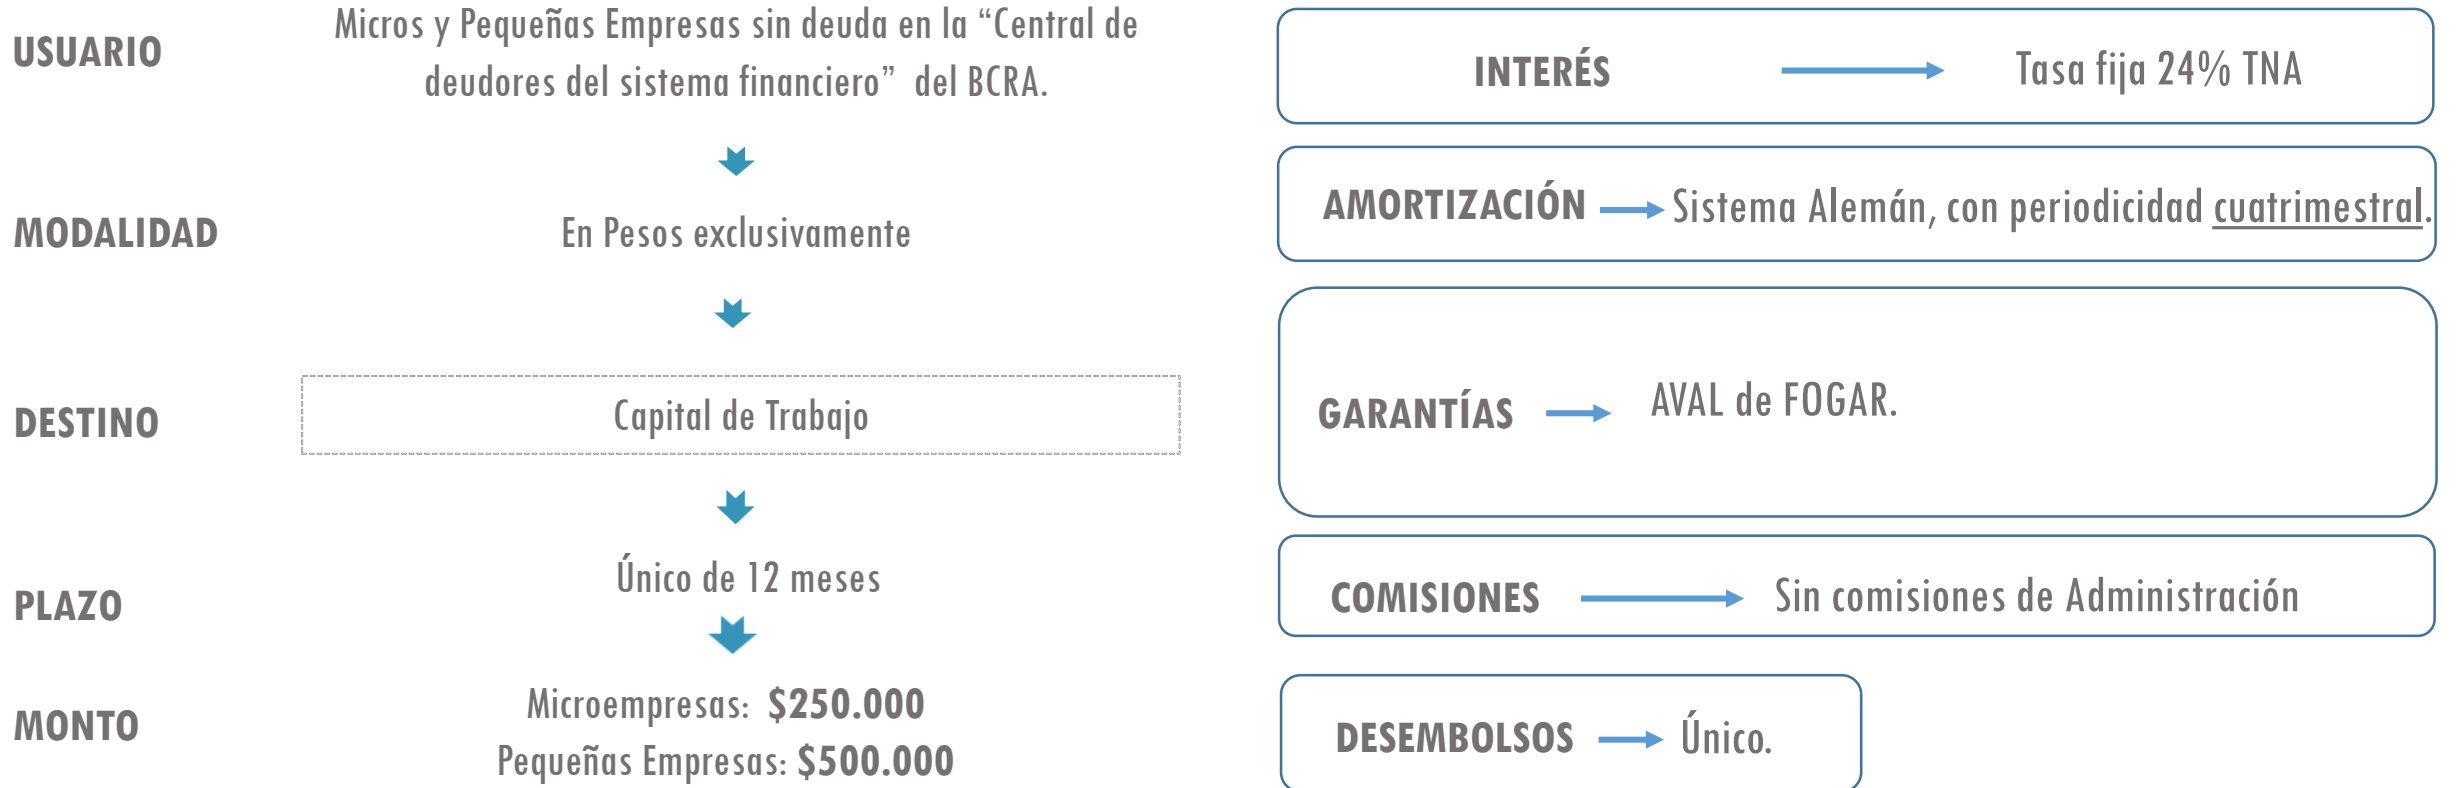 USUARIO
Micros y Pequeñas Empresas sin deuda en la “Central de
deudores del sistema financiero”  del BCRA.
MODALIDAD
En Pesos exclusivamente
DESTINO
Capital de Trabajo
PLAZO
Único de 12 meses
MONTO
Microempresas:  $250.000
Pequeñas Empresas: $500.000
INTERÉS
Tasa fija 24% TNA
AMORTIZACIÓN
Sistema Alemán, con periodicidad cuatrimestral.
GARANTÍAS
AVAL de FOGAR.
COMISIONES
Sin comisiones de Administración
DESEMBOLSOS
Único.